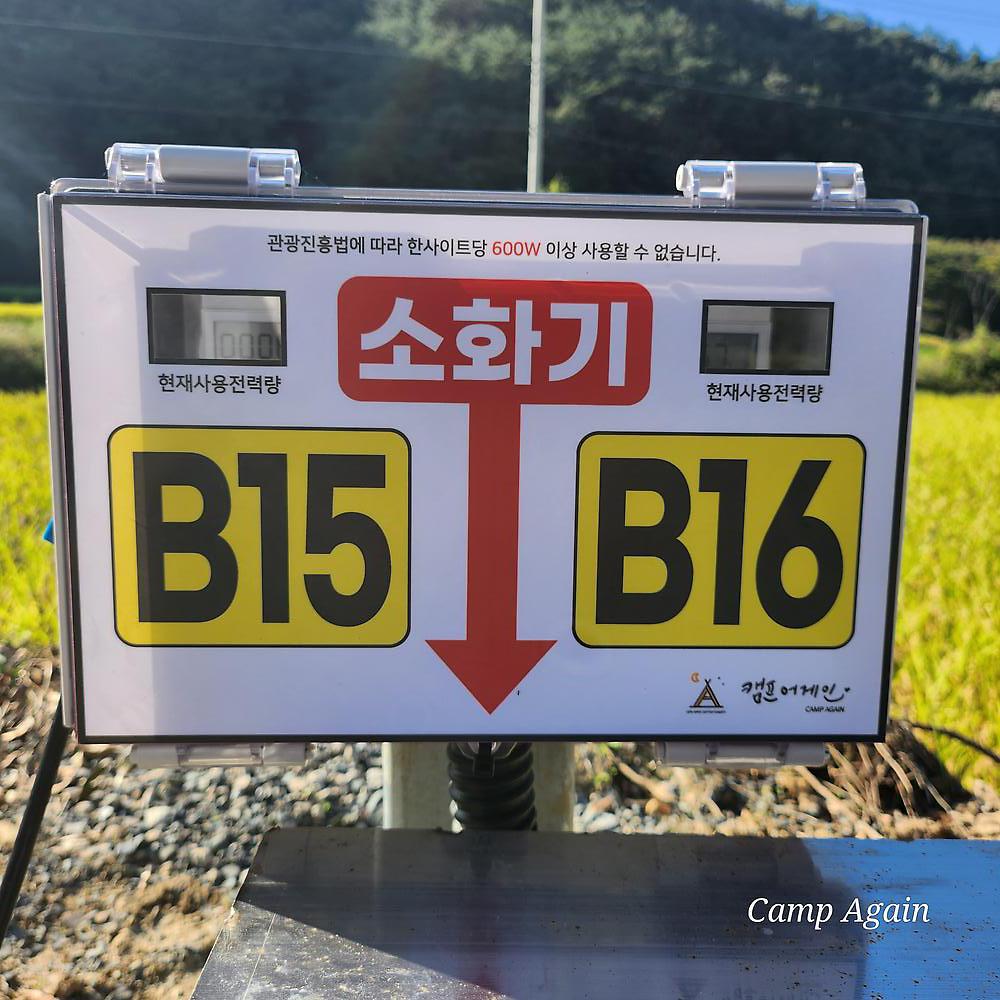 관광진흥법에 따라 한사이트당 600W 이상 사용할 수 없습니다.
소화기
현재사용전력량
현재사용전력량
B15
B16
캠프어게인
CAMP AGAIN
Camp Again